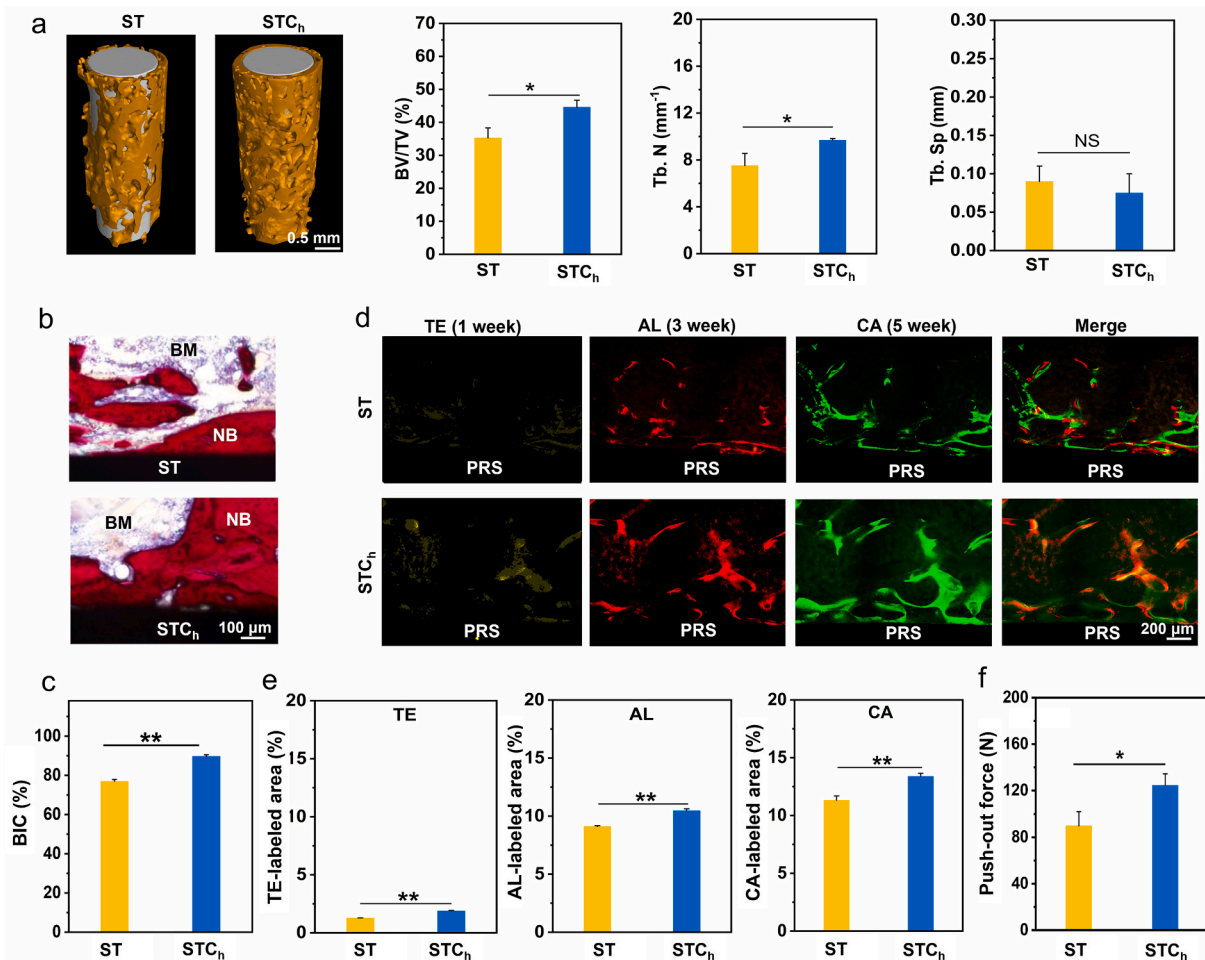 a
ST
STCₕ
0.5 mm
BV/TV (%)
70
60
50
40
30
20
10
0
*
ST
STCₕ
Tb. N (mm⁻¹)
20
16
12
8
4
0
*
ST
STCₕ
Tb. Sp (mm)
0.30
0.25
0.20
0.15
0.10
0.05
0.00
NS
ST
STCₕ
b
BM
NB
ST
BM
NB
STCₕ
100 μm
d
TE (1 week)
AL (3 week)
CA (5 week)
Merge
ST
PRS
PRS
PRS
PRS
STCₕ
PRS
PRS
PRS
PRS
200 μm
c
BIC (%)
100
80
60
40
20
0
**
ST
STCₕ
e
TE-labeled area (%)
20
15
10
5
0
TE
**
ST
STCₕ
AL-labeled area (%)
20
15
10
5
0
AL
**
ST
STCₕ
CA-labeled area (%)
20
15
10
5
0
CA
**
ST
STCₕ
f
Push-out force (N)
200
160
120
80
40
0
*
ST
STCₕ